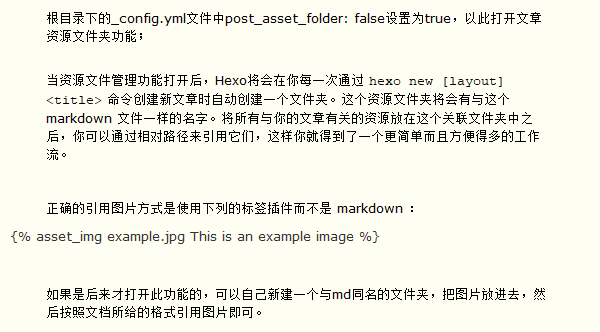 根目录下的_config.yml文件中post_asset_folder: false设置为true，以此打开文章
资源文件夹功能；
当资源文件管理功能打开后，Hexo将会在你每一次通过 hexo new [layout]
<title> 命令创建新文章时自动创建一个文件夹。这个资源文件夹将会有与这个
markdown 文件一样的名字。将所有与你的文章有关的资源放在这个关联文件夹中之
后，你可以通过相对路径来引用它们，这样你就得到了一个更简单而且方便得多的工作
流。
正确的引用图片方式是使用下列的标签插件而不是 markdown ：
{% asset_img example.jpg This is an example image %}
如果是后来才打开此功能的，可以自己新建一个与md同名的文件夹，把图片放进去，然
后按照文档所给的格式引用图片即可。